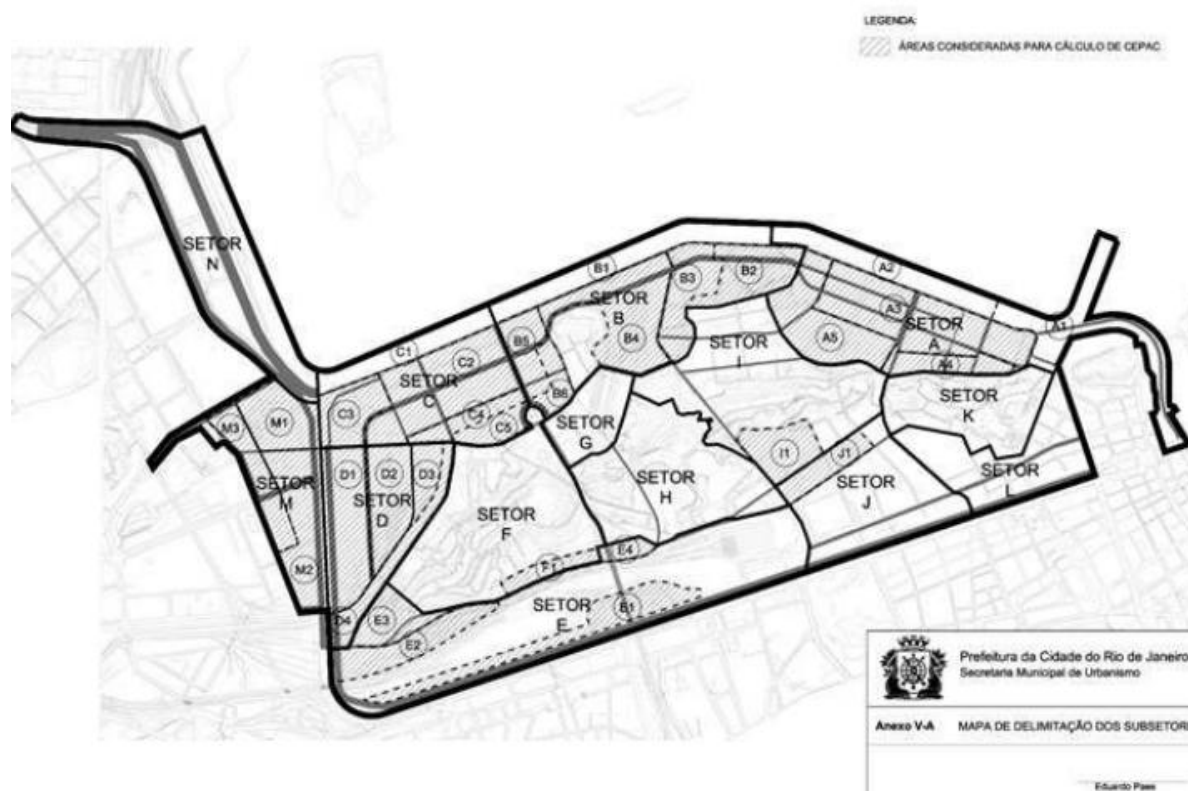 LEGENDA:
ÁREAS CONSIDERADAS PARA CÁLCULO DE CEPAC
SETOR
N
B1
A2
B3
B2
SETOR
B
A3
A1
SETOR
A
C1
C2
B5
B4
SETOR
I
A5
A4
SETOR
C
B6
SETOR
K
M3
M1
C3
C4
C5
SETOR
G
I1
J1
D1
D2
D3
SETOR
M
SETOR
D
SETOR
H
SETOR
J
SETOR
L
SETOR
F
M2
F1
E4
D4
E3
SETOR
E
E1
E2
Prefeitura da Cidade do Rio de Janeiro
Secretaria Municipal de Urbanismo
Anexo V-A MAPA DE DELIMITAÇÃO DOS SUBSETORE
Eduardo Paes